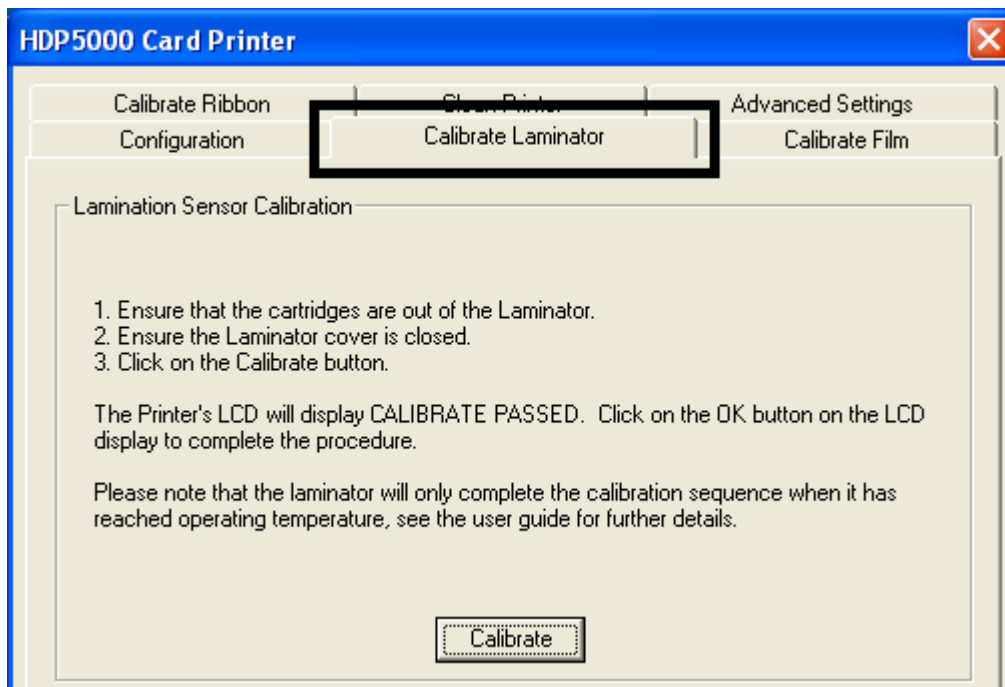 HDP5000 Card Printer
Calibrate Ribbon
Clean Printer
Advanced Settings
Configuration
Calibrate Laminator
Calibrate Film
Lamination Sensor Calibration
1. Ensure that the cartridges are out of the Laminator.
2. Ensure the Laminator cover is closed.
3. Click on the Calibrate button.
The Printer's LCD will display CALIBRATE PASSED.  Click on the OK button on the LCD
display to complete the procedure.
Please note that the laminator will only complete the calibration sequence when it has
reached operating temperature, see the user guide for further details.
Calibrate